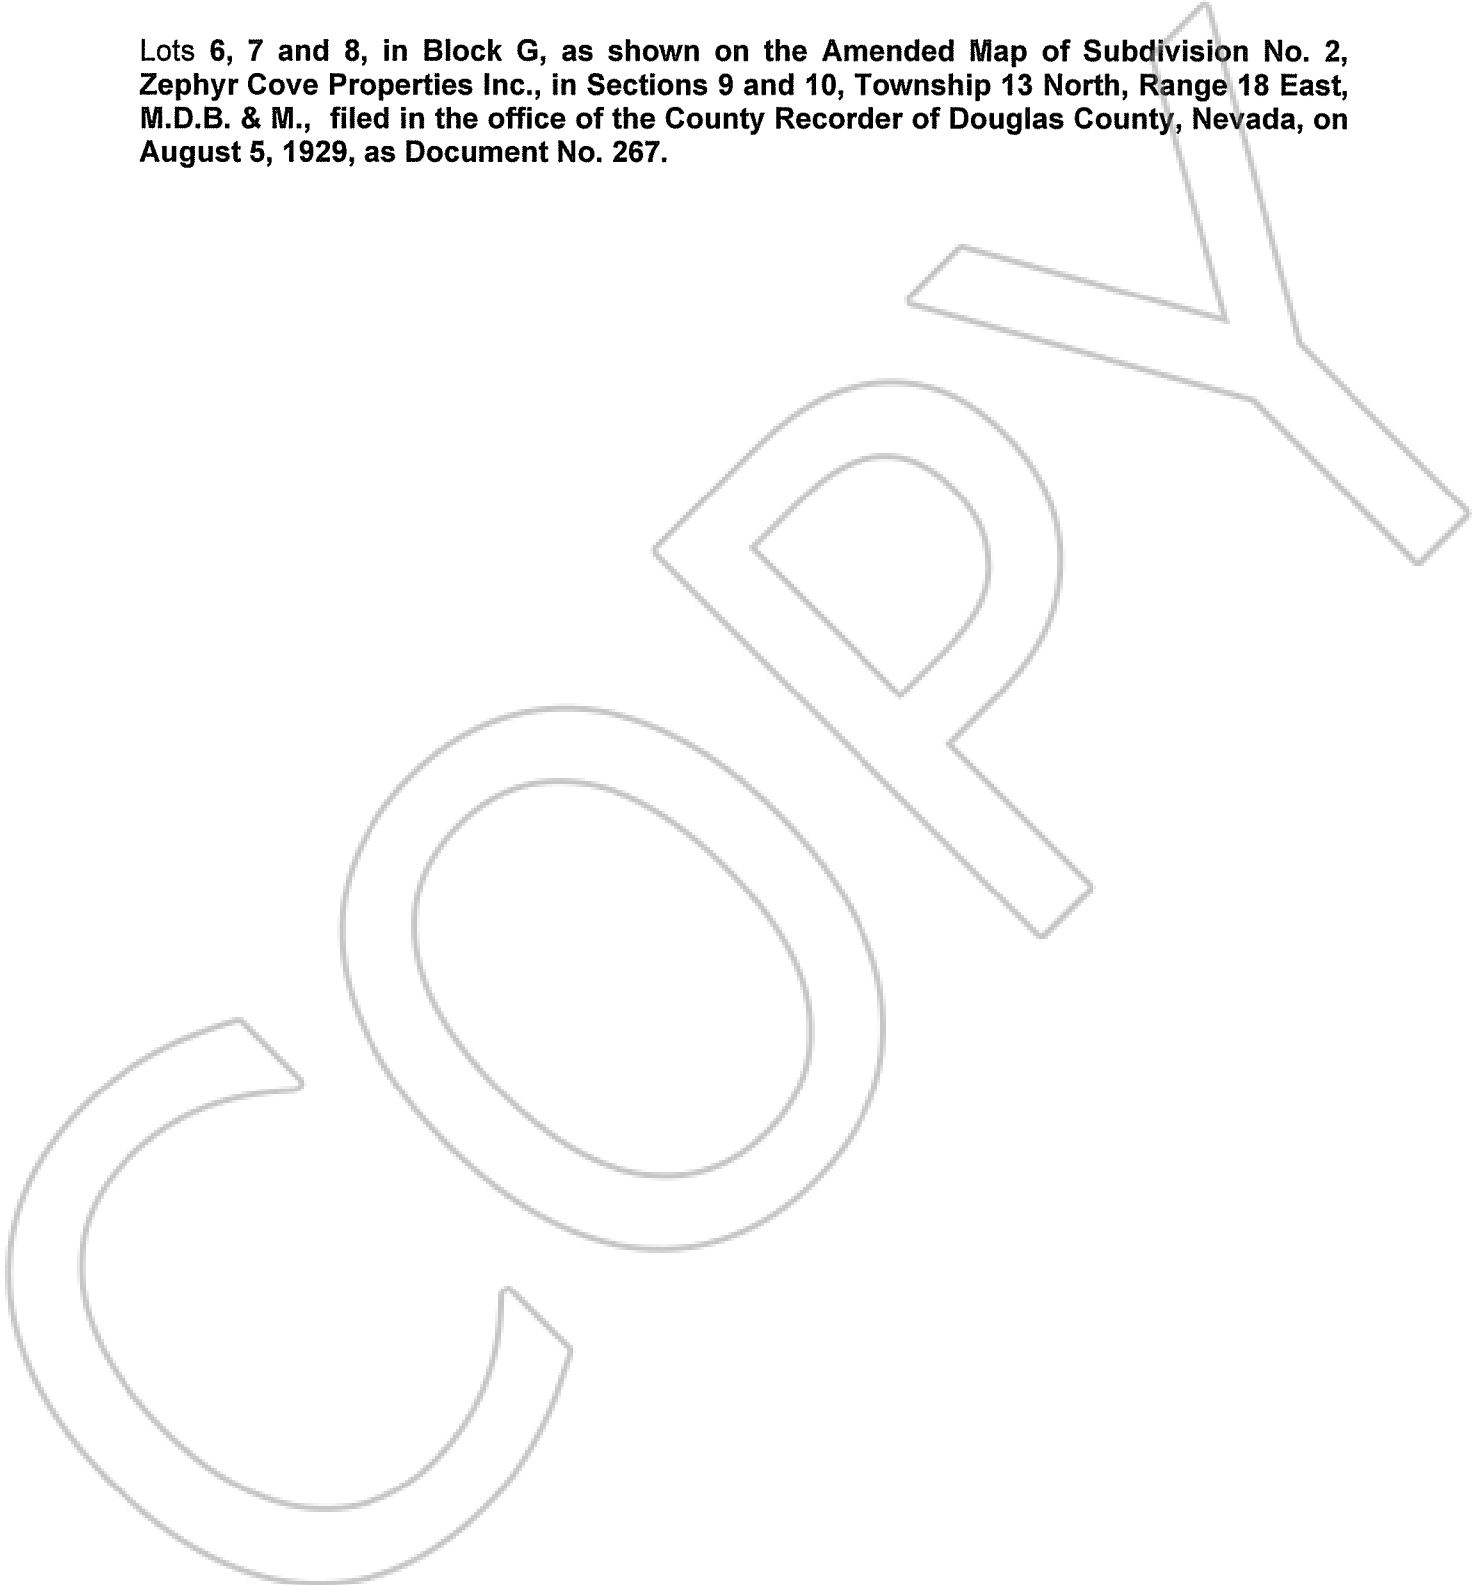 Lots 6, 7 and 8, in Block G, as shown on the Amended Map of Subdivision No. 2,
Zephyr Cove Properties Inc., in Sections 9 and 10, Township 13 North, Range 18 East,
M.D.B. & M., filed in the office of the County Recorder of Douglas County, Nevada, on
August 5, 1929, as Document No. 267.
COPY